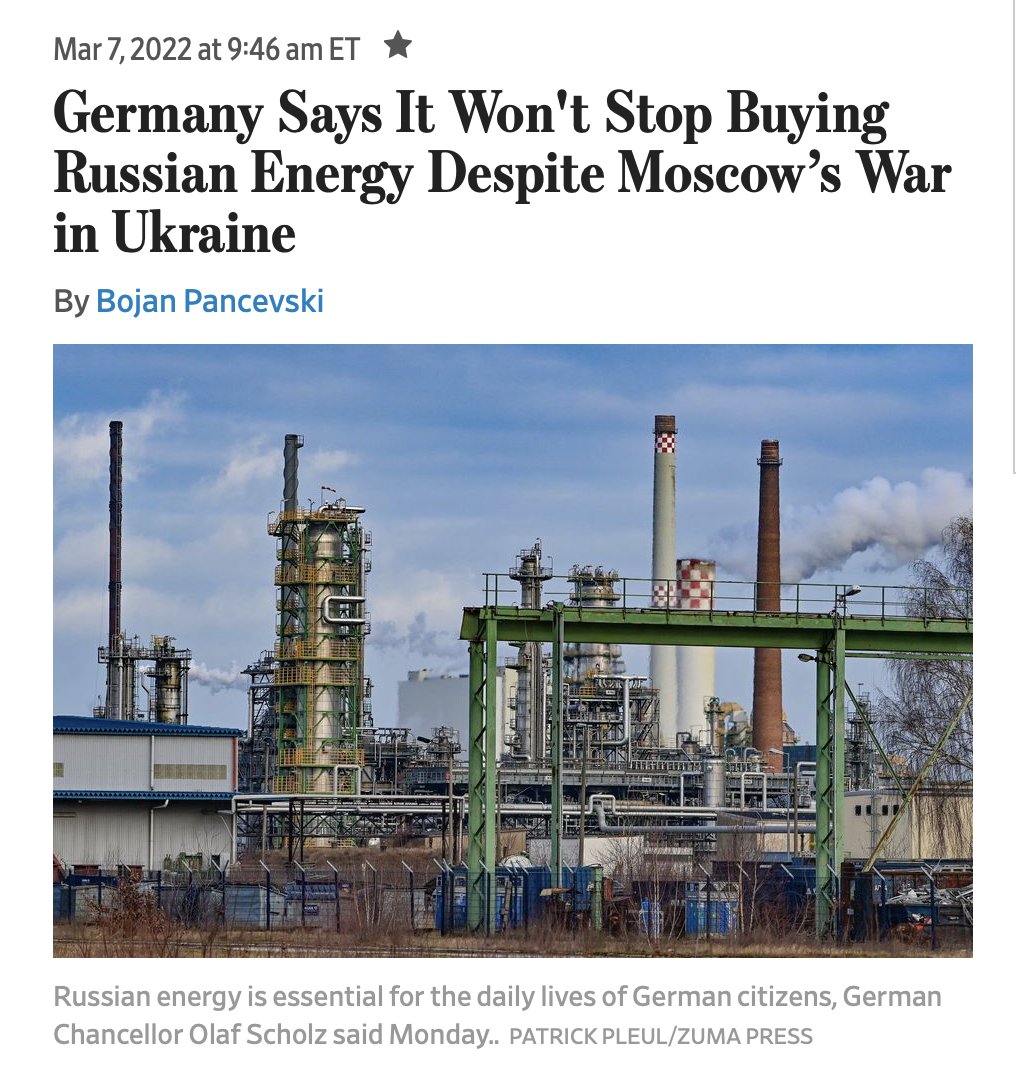 Mar 7, 2022 at 9:46 am ET
Germany Says It Won't Stop Buying
Russian Energy Despite Moscow’s War
in Ukraine
By Bojan Pancevski
Russian energy is essential for the daily lives of German citizens, German
Chancellor Olaf Scholz said Monday.. PATRICK PLEUL/ZUMA PRESS